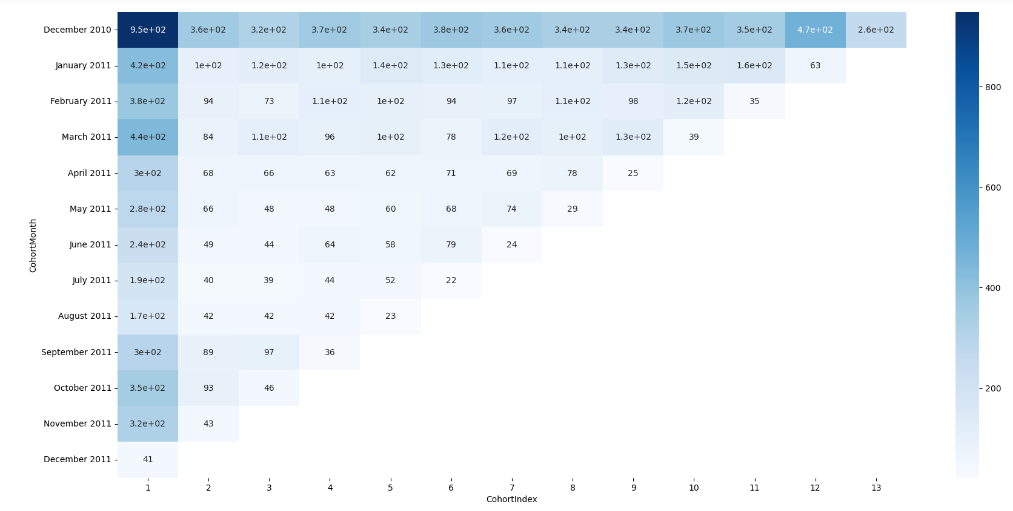 December 2010 9.5e+02 3.6e+02 3.2e+02 3.7e+02 3.4e+02 3.8e+02 3.6e+02 3.4e+02 3.4e+02 3.7e+02 3.5e+02 4.7e+02 2.6e+02
January 2011 4.2e+02 1e+02 1.2e+02 1e+02 1.4e+02 1.3e+02 1.1e+02 1.1e+02 1.3e+02 1.5e+02 1.6e+02 63
February 2011 3.8e+02 94 73 1.1e+02 1e+02 94 97 1.1e+02 98 1.2e+02 35
800
March 2011 4.4e+02 84 1.1e+02 96 1e+02 78 1.2e+02 1e+02 1.3e+02 39
April 2011 3e+02 68 66 63 62 71 69 78 25
600
May 2011 2.8e+02 66 48 48 60 68 74 29
CohortMonth
June 2011 2.4e+02 49 44 64 58 79 24
July 2011 1.9e+02 40 39 44 52 22
400
August 2011 1.7e+02 42 42 42 23
September 2011 3e+02 89 97 36
October 2011 3.5e+02 93 46
200
November 2011 3.2e+02 43
December 2011 41
1 2 3 4 5 6 7 8 9 10 11 12 13
CohortIndex